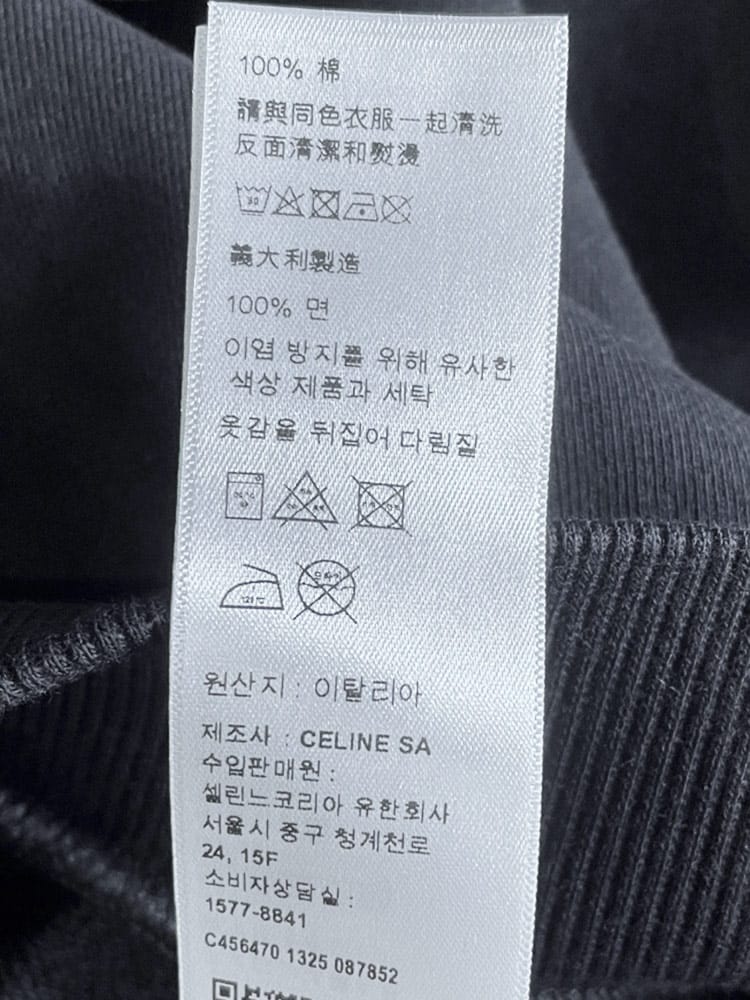 100% 棉
請與同色衣服一起清洗
反面清潔和熨燙
30
義大利製造
100% 면
이염 방지를 위해 유사한
색상 제품과 세탁
옷감을 뒤집어 다림질
120℃ 드라이
원산지 : 이탈리아
제조사 : CELINE SA
수입판매원 :
셀린느코리아 유한회사
서울시 중구 청계천로
24, 15F
소비자상담실 :
1577-8841
C456470 1325 087852